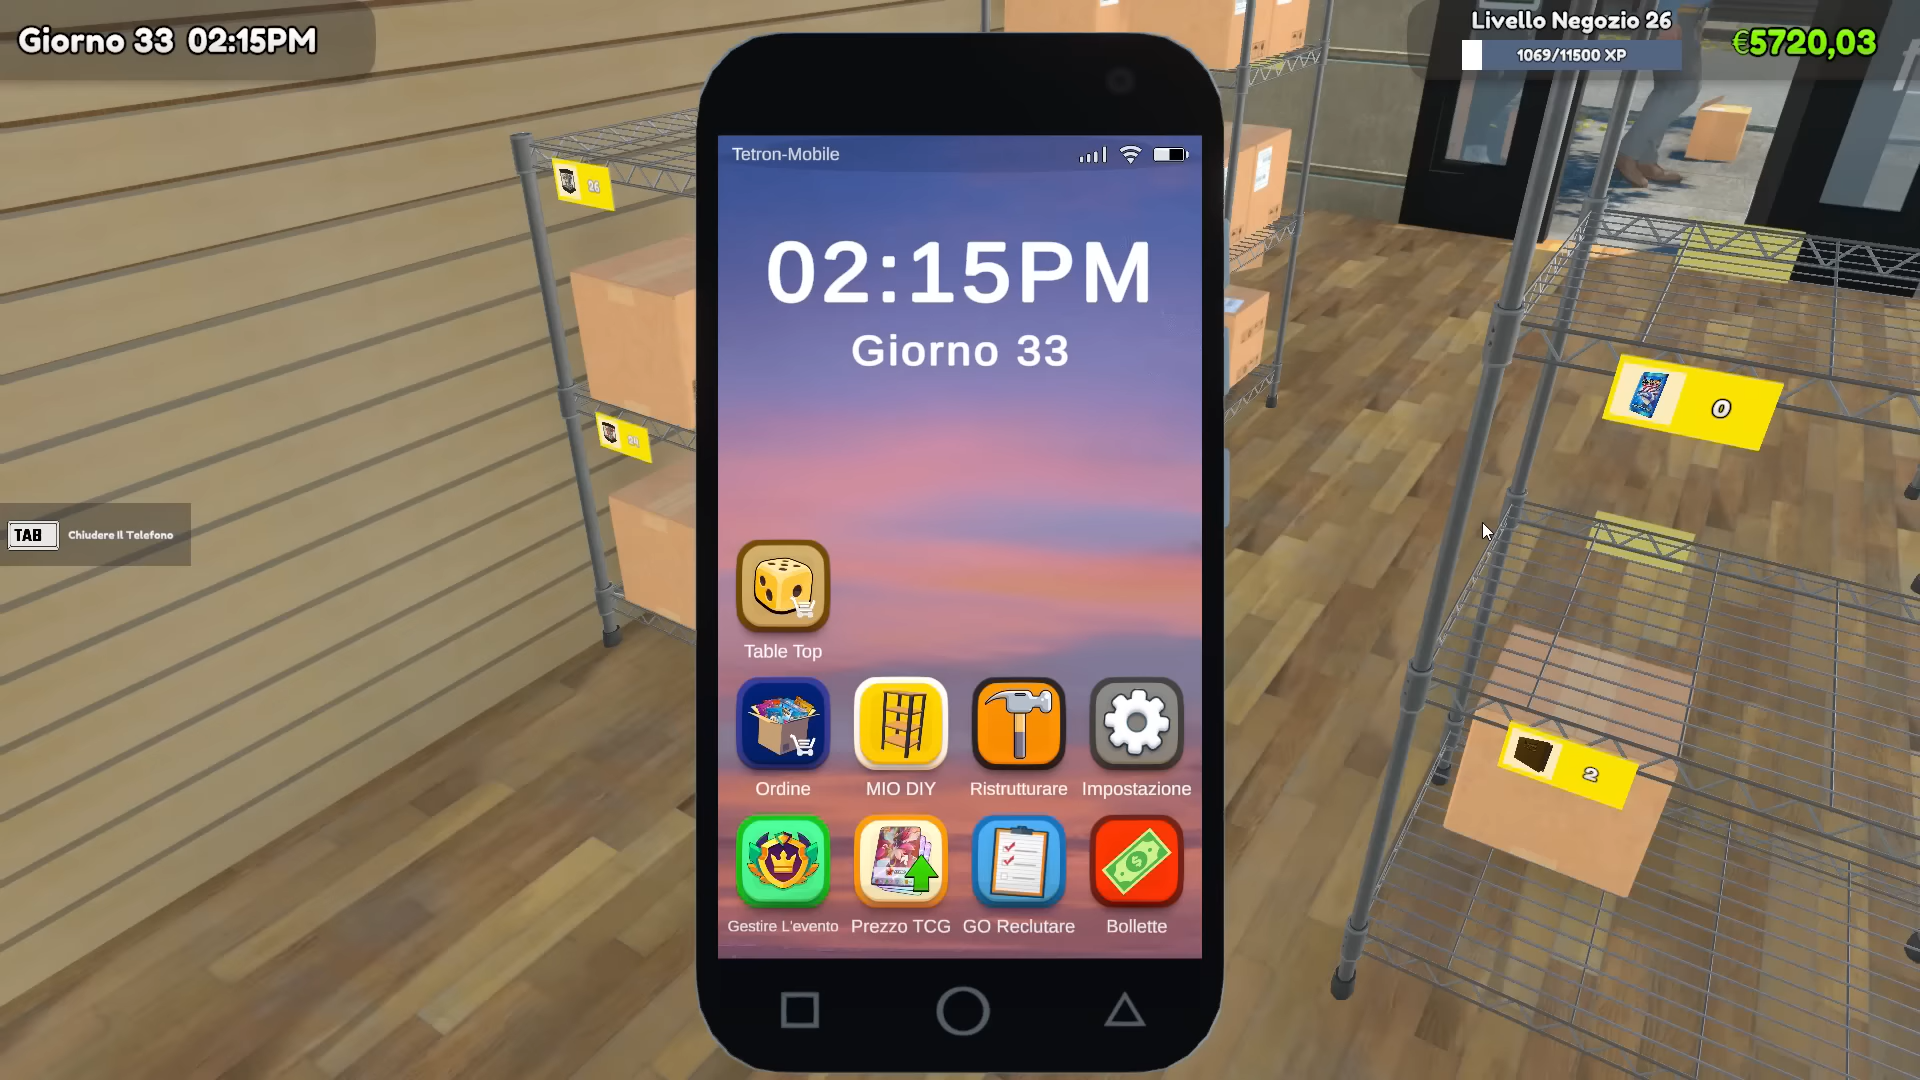 Giorno 33 02:15PM
Livello Negozio 26
1069/11500 XP
€5720,03
Tetron-Mobile
02:15PM
Giorno 33
26
24
0
2
TAB Chiudere Il Telefono
Table Top
Ordine MIO DIY Ristrutturare Impostazione
Gestire L'evento Prezzo TCG GO Reclutare Bollette